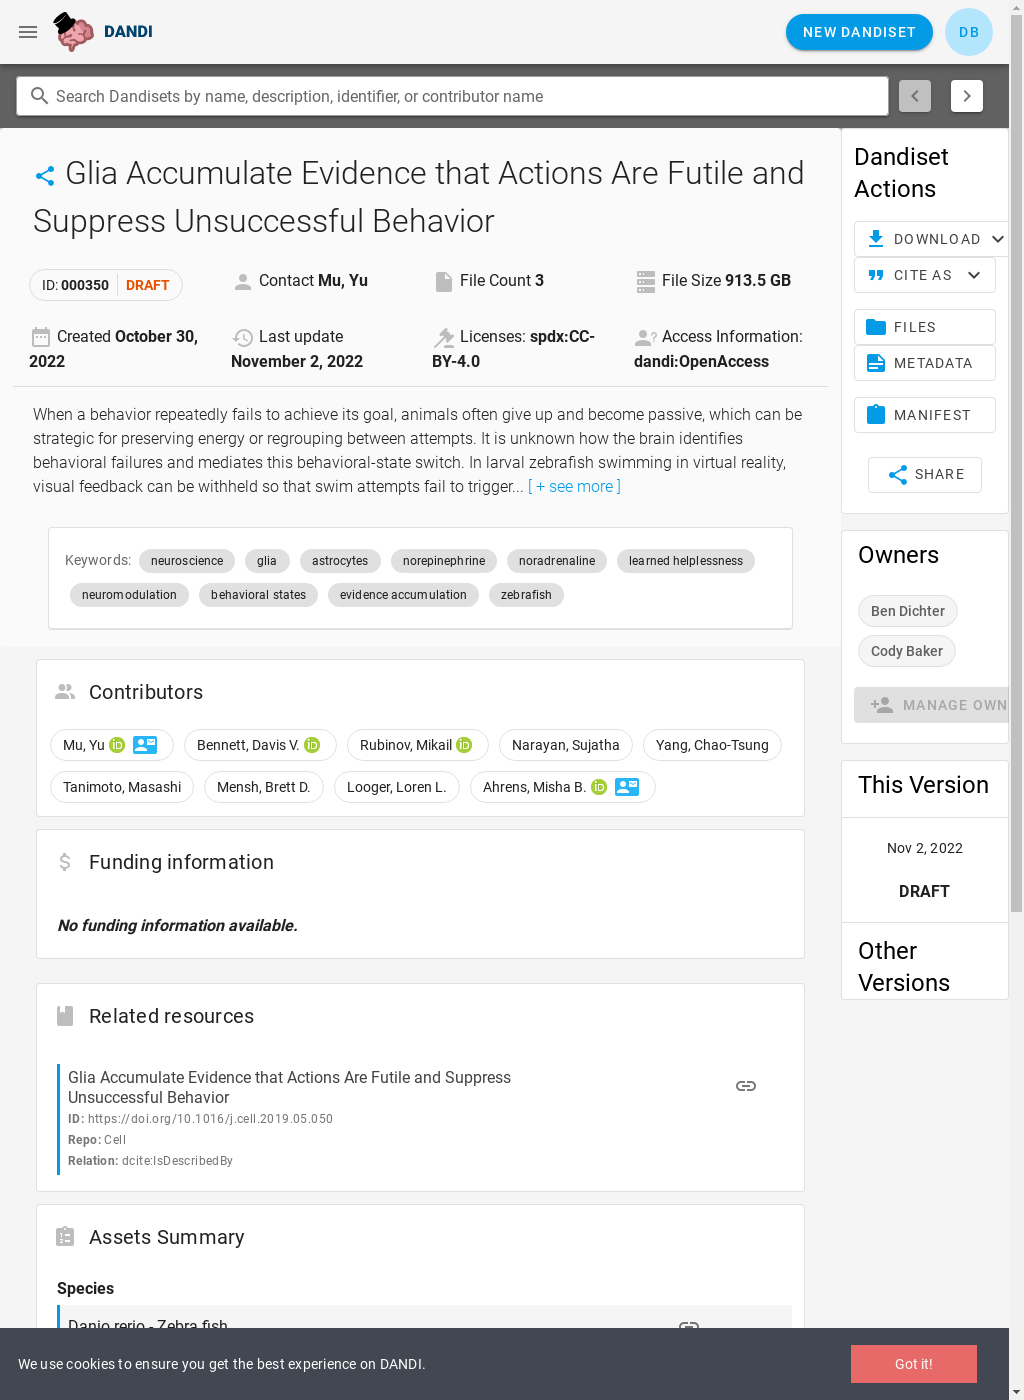 DANDI
NEW DANDISET
DB
Search Dandisets by name, description, identifier, or contributor name
Glia Accumulate Evidence that Actions Are Futile and
Suppress Unsuccessful Behavior
ID: 000350 DRAFT
Contact Mu, Yu
File Count 3
File Size 913.5 GB
Created October 30,
2022
Last update
November 2, 2022
Licenses: spdx:CC-
BY-4.0
Access Information:
dandi:OpenAccess
When a behavior repeatedly fails to achieve its goal, animals often give up and become passive, which can be
strategic for preserving energy or regrouping between attempts. It is unknown how the brain identifies
behavioral failures and mediates this behavioral-state switch. In larval zebrafish swimming in virtual reality,
visual feedback can be withheld so that swim attempts fail to trigger... [ + see more ]
Keywords: neuroscience glia astrocytes norepinephrine noradrenaline learned helplessness
neuromodulation behavioral states evidence accumulation zebrafish
Contributors
Mu, Yu iD Bennett, Davis V. iD Rubinov, Mikail iD Narayan, Sujatha Yang, Chao-Tsung
Tanimoto, Masashi Mensh, Brett D. Looger, Loren L. Ahrens, Misha B. iD
Funding information
No funding information available.
Related resources
Glia Accumulate Evidence that Actions Are Futile and Suppress
Unsuccessful Behavior
ID: https://doi.org/10.1016/j.cell.2019.05.050
Repo: Cell
Relation: dcite:IsDescribedBy
Assets Summary
Species
Danio rerio - Zebra fish
Dandiset
Actions
DOWNLOAD
CITE AS
FILES
METADATA
MANIFEST
SHARE
Owners
Ben Dichter
Cody Baker
MANAGE OWN
This Version
Nov 2, 2022
DRAFT
Other
Versions
We use cookies to ensure you get the best experience on DANDI.
Got it!